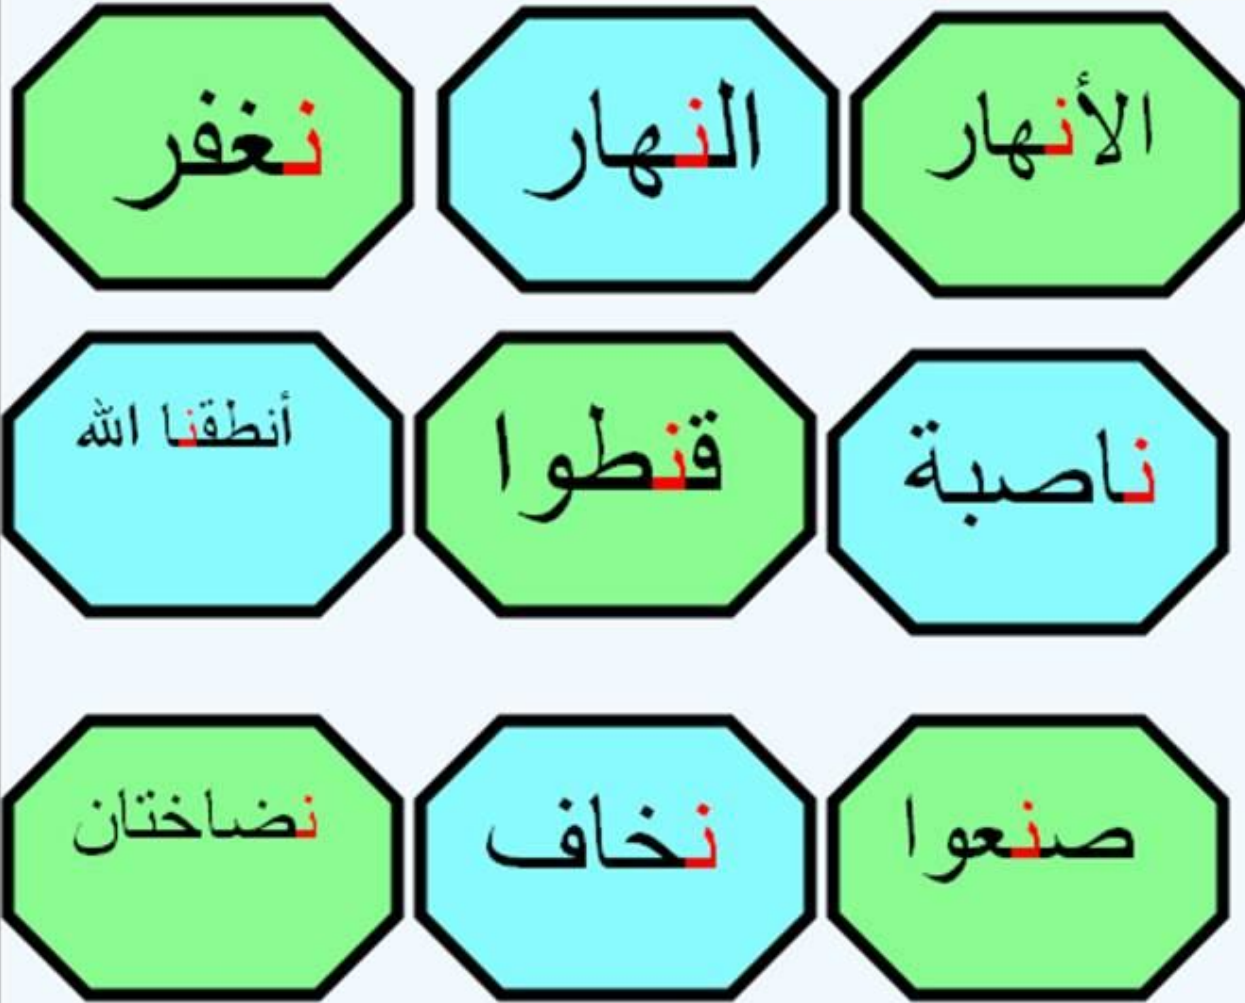 الأنهار
النهار
نغفر
ناصبة
قنطوا
أنطقنا الله
صنعوا
نخاف
نضاختان